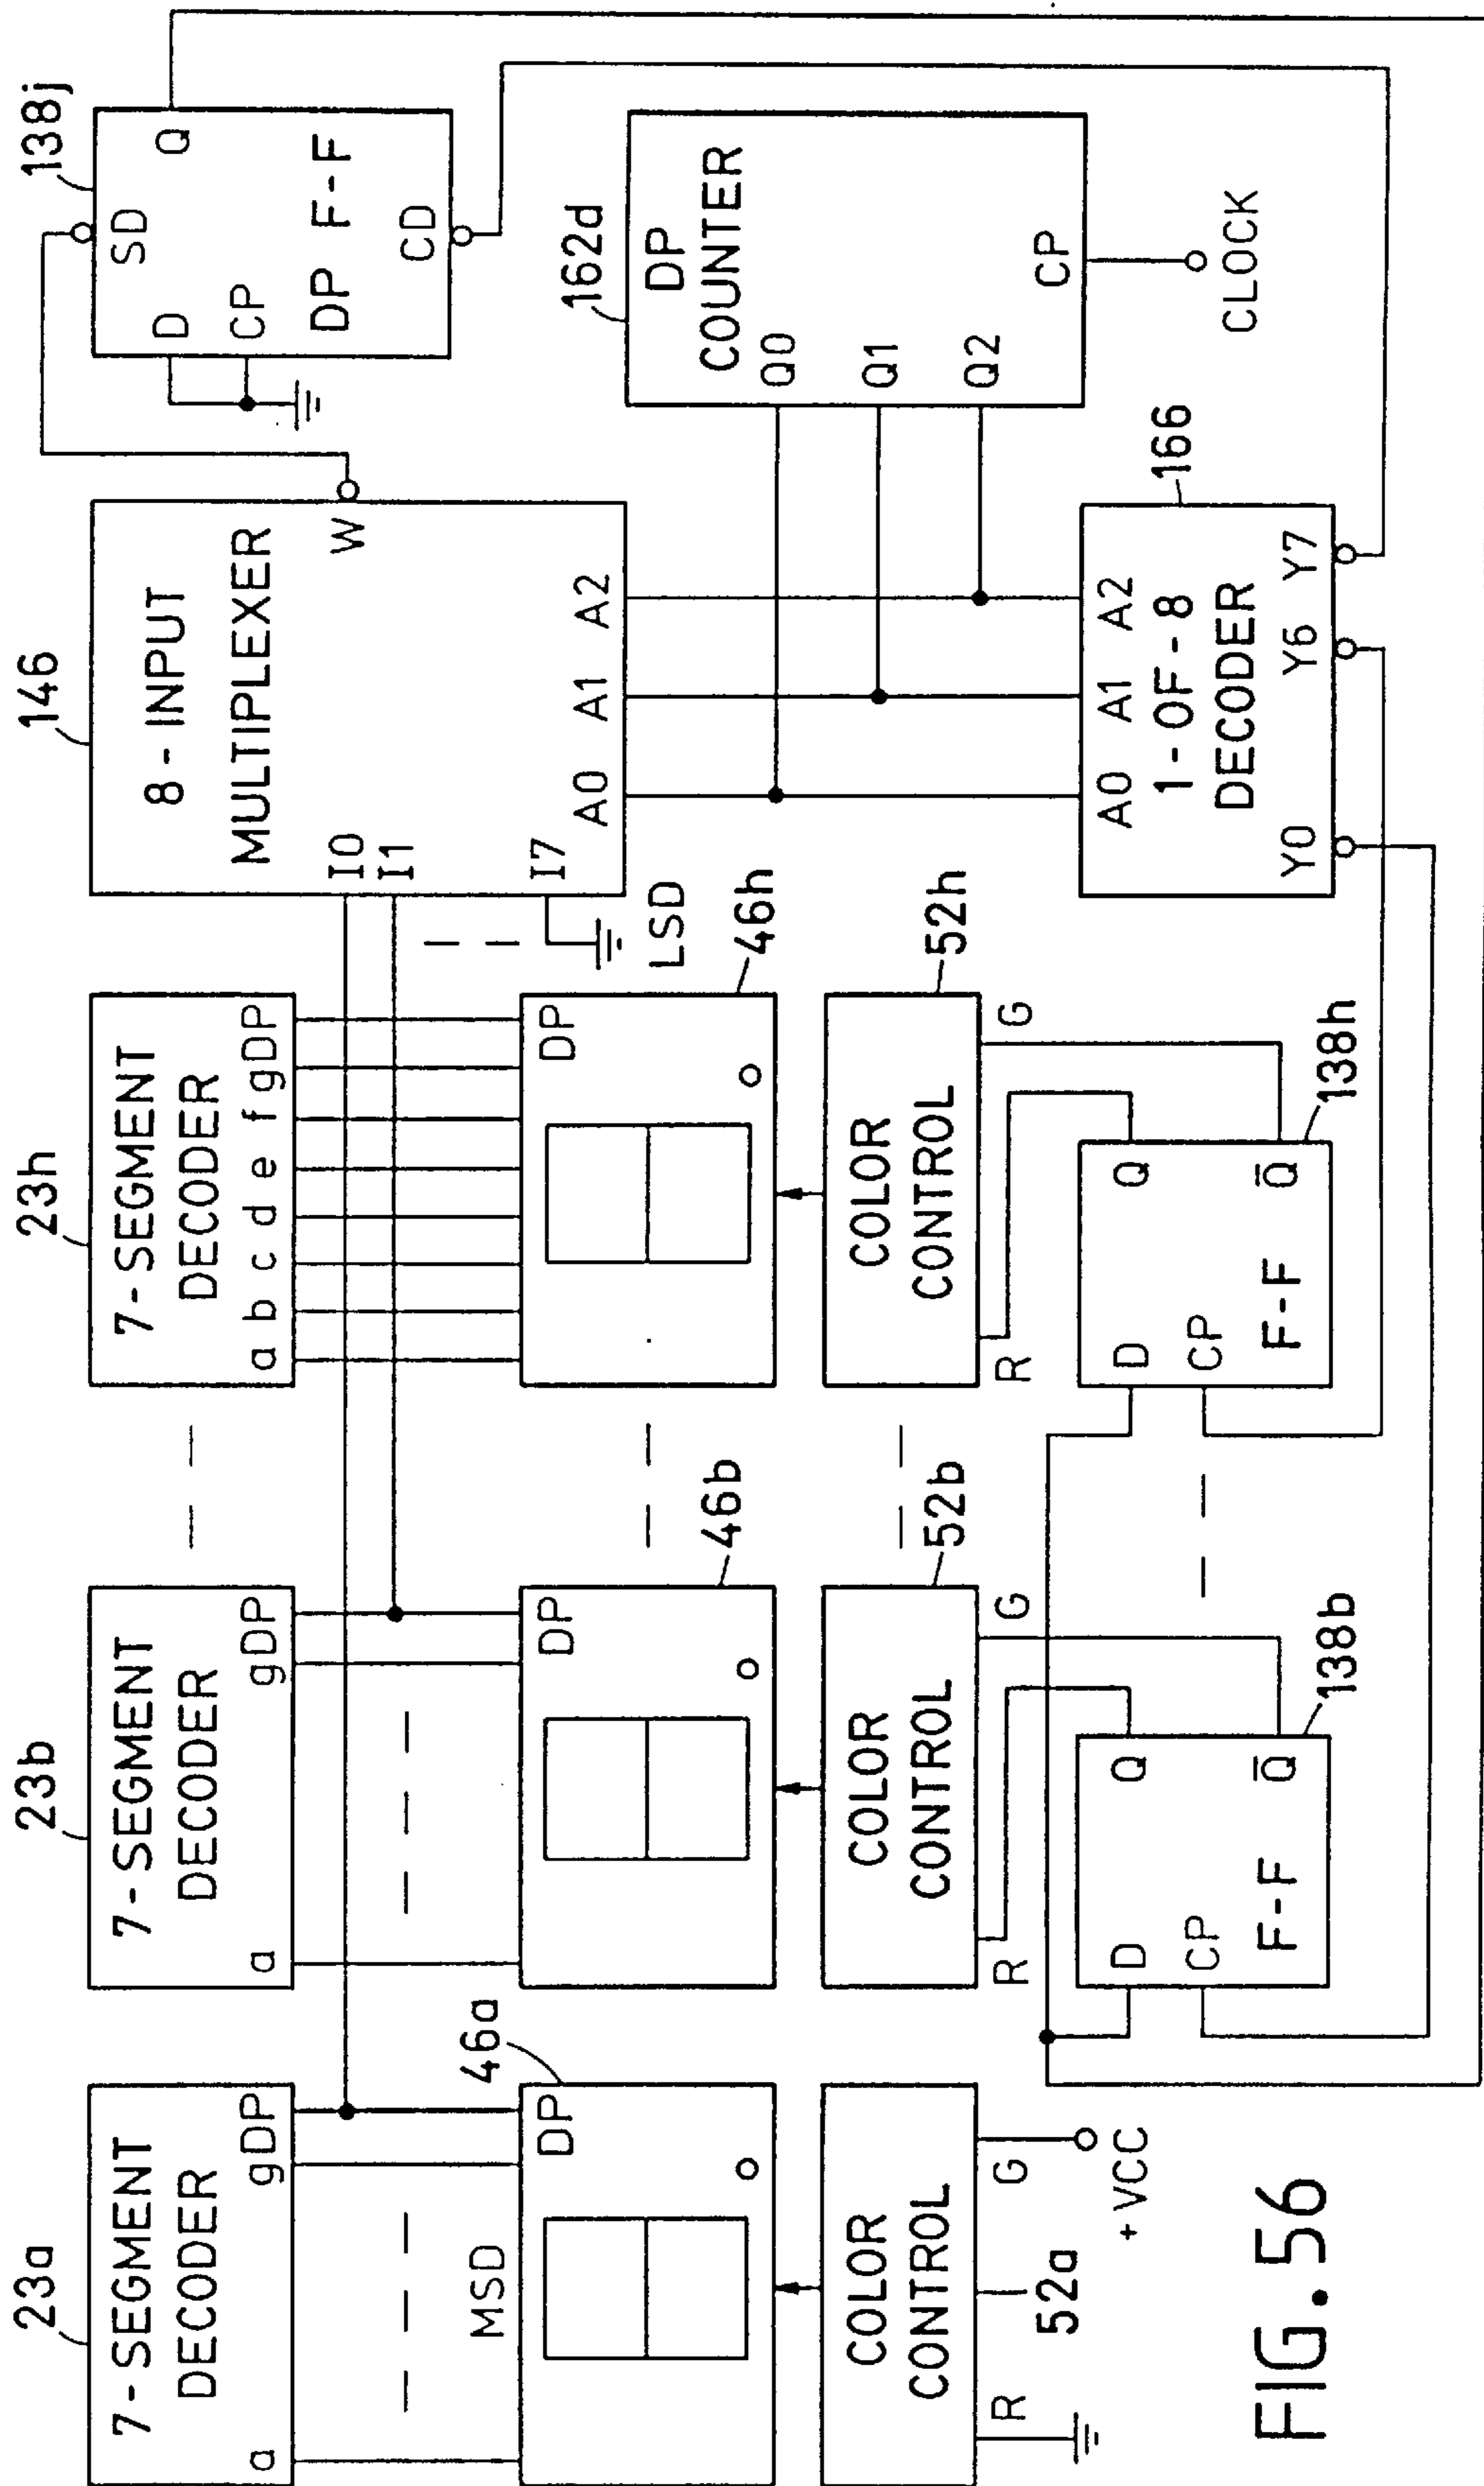 23a
7-SEGMENT
DECODER
a
gDP
MSD
46a
DP
COLOR
CONTROL
R
52a
G
+VCC
23b
7-SEGMENT
DECODER
a
gDP
DP
46b
COLOR
CONTROL
52b
R
G
D
Q
CP
F-F
Q̅
138b
23h
7-SEGMENT
DECODER
a b c d e f gDP
DP
LSD
46h
COLOR
CONTROL
52h
R
G
D
Q
CP
F-F
Q̅
138h
146
8-INPUT
MULTIPLEXER
I0
I1
I7
W
A0 A1 A2
166
A0 A1 A2
1-OF-8
DECODER
Y0 Y6 Y7
138j
SD
D
Q
CP
DP F-F
CD
162d
DP
COUNTER
Q0
Q1
Q2
CP
CLOCK
FIG. 56